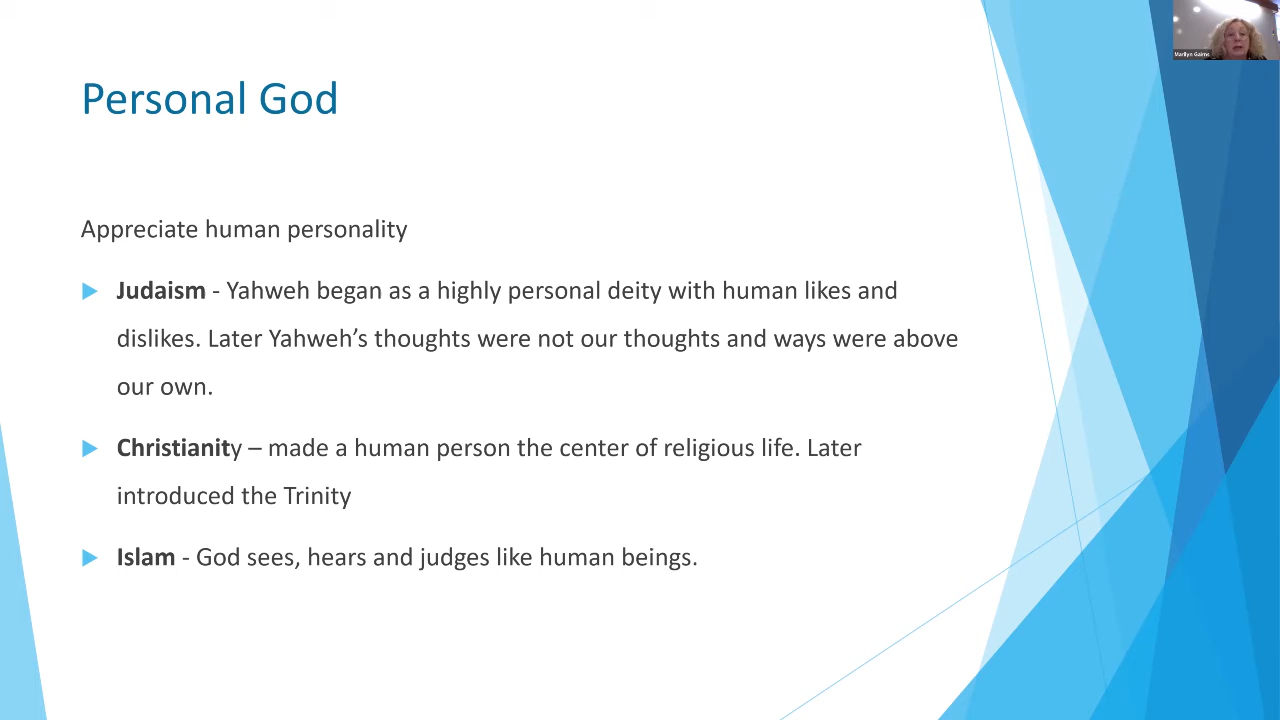 Personal God
Marilyn Gaims
Appreciate human personality
Judaism - Yahweh began as a highly personal deity with human likes and
dislikes. Later Yahweh’s thoughts were not our thoughts and ways were above
our own.
Christianity – made a human person the center of religious life. Later
introduced the Trinity
Islam - God sees, hears and judges like human beings.